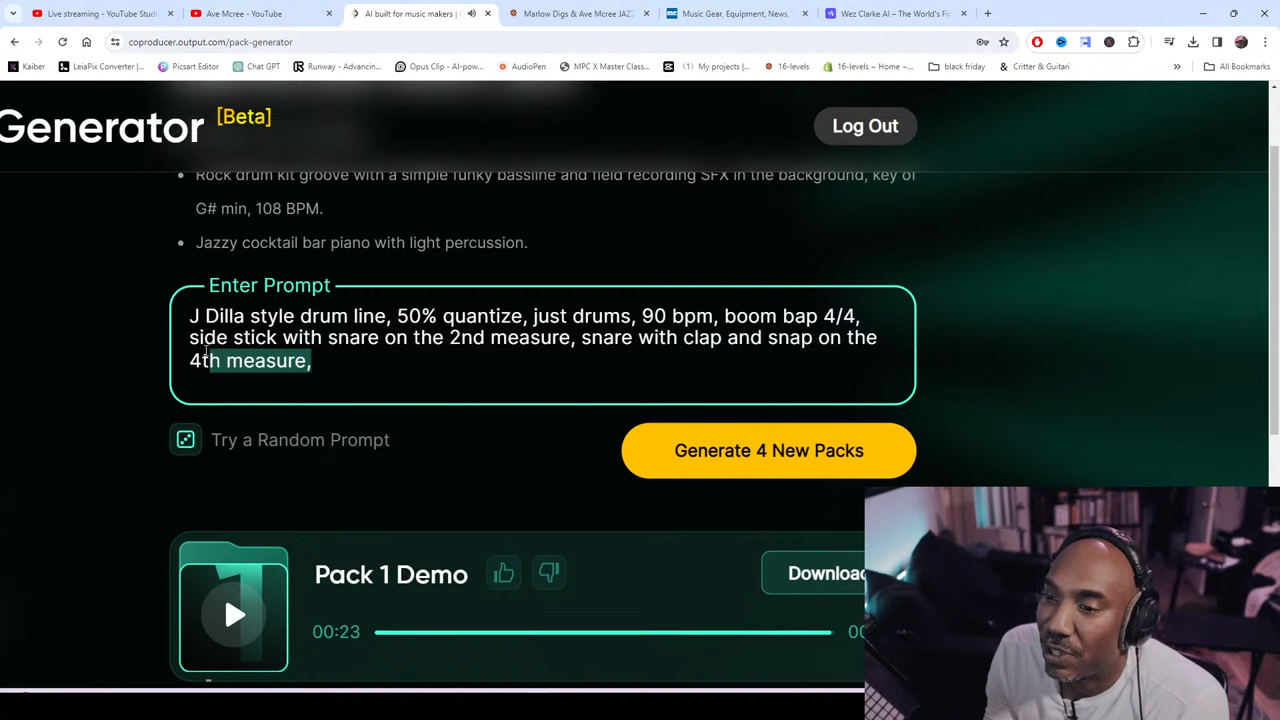 Live streaming - YouTube Studi
Ave Mcree - YouTube
AI built for music makers | 
Marlow Digs & Ave Mcree JAZZ
Music Gear, Equipment, News, 
Wez Clarke AI – The World's Fi
coproducer.output.com/pack-generator
Kaiber
LeiaPix Converter |...
Picsart Editor
Chat GPT
Runway - Advancin...
Opus Clip - AI-pow...
AudioPen
MPC X Master Class...
(1) My projects |...
16-levels
16-levels ~ Home ~...
black friday
Critter & Guitari
All Bookmarks
Generator [Beta]
Log Out
Rock drum kit groove with a simple funky bassline and field recording SFX in the background, key of
G# min, 108 BPM.
Jazzy cocktail bar piano with light percussion.
Enter Prompt
J Dilla style drum line, 50% quantize, just drums, 90 bpm, boom bap 4/4,
side stick with snare on the 2nd measure, snare with clap and snap on the
4th measure,
Try a Random Prompt
Generate 4 New Packs
1
Pack 1 Demo
Download
00:23
00: